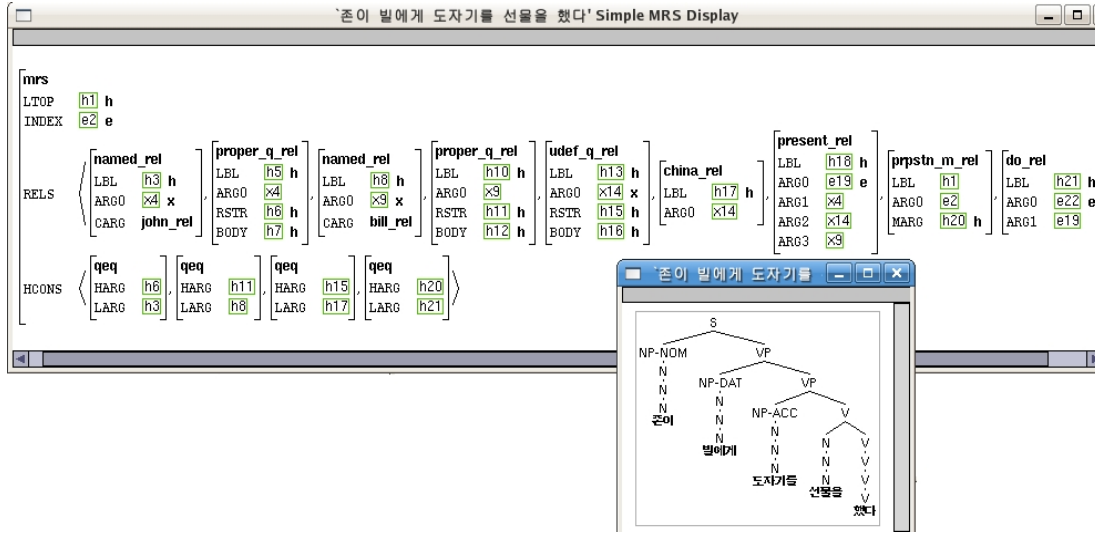 `존이 빌에게 도자기를 선물을 했다' Simple MRS Display
mrs
LTOP h1 h
INDEX e2 e
RELS
named_rel
LBL h3 h
ARG0 x4 x
CARG john_rel
proper_q_rel
LBL h5 h
ARG0 x4
RSTR h6 h
BODY h7 h
named_rel
LBL h8 h
ARG0 x9 x
CARG bill_rel
proper_q_rel
LBL h10 h
ARG0 x9
RSTR h11 h
BODY h12 h
udef_q_rel
LBL h13 h
ARG0 x14 x
RSTR h15 h
BODY h16 h
china_rel
LBL h17 h
ARG0 x14
present_rel
LBL h18 h
ARG0 e19 e
ARG1 x4
ARG2 x14
ARG3 x9
prpstn_m_rel
LBL h1
ARG0 e2
MARG h20 h
do_rel
LBL h21 h
ARG0 e22 e
ARG1 e19
HCONS
qeq
HARG h6
LARG h3
qeq
HARG h11
LARG h8
qeq
HARG h15
LARG h17
qeq
HARG h20
LARG h21
`존이 빌에게 도자기를
S
NP-NOM VP
N NP-DAT VP
N N NP-ACC V
N N N N V
N N N N V
존이 N N N V
빌에게 N 선물을 V
도자기를 했다